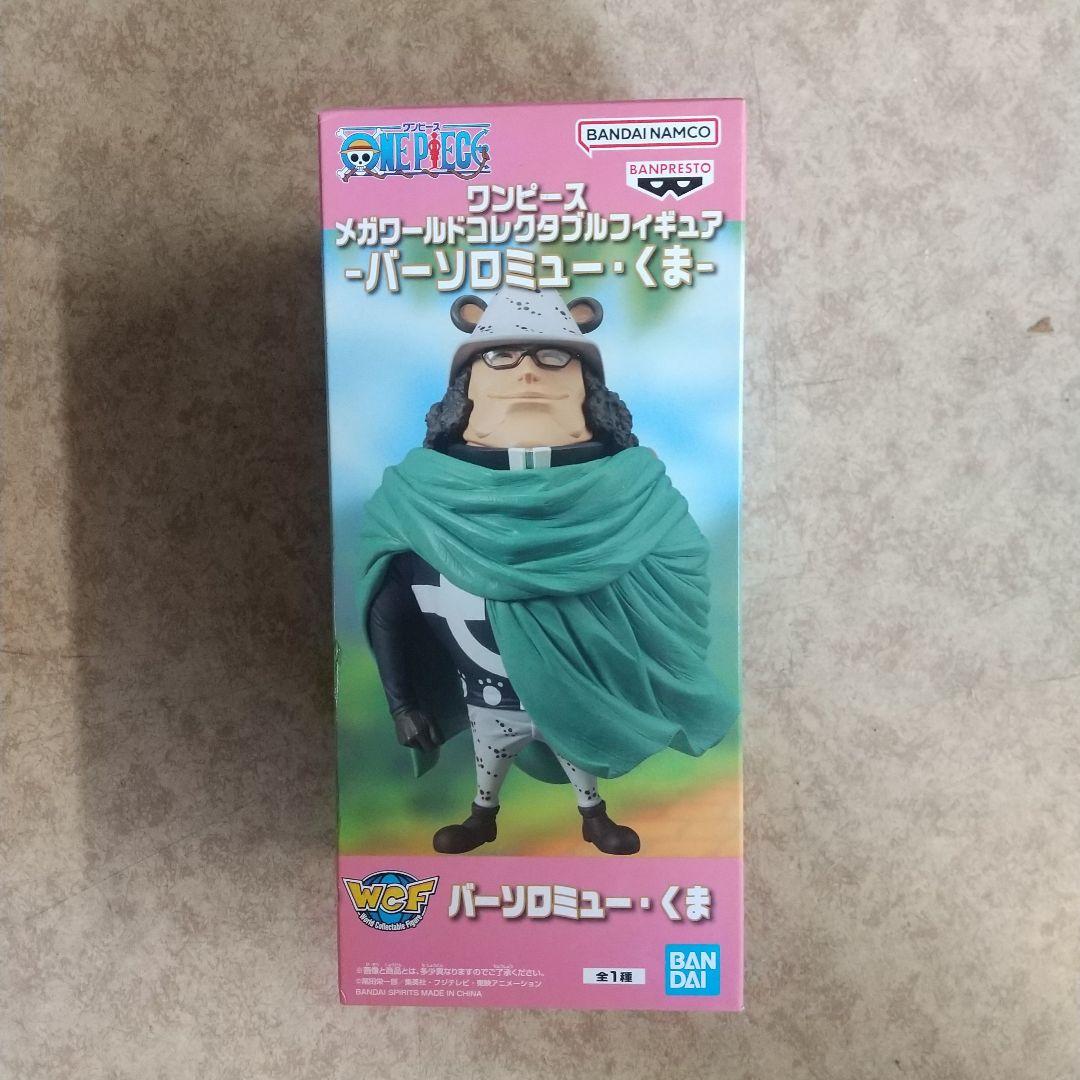 ワンピース
ONE PIECE
BANDAI NAMCO
BANPRESTO
ワンピース
メガワールドコレクタブルフィギュア
-バーソロミュー・くま-
WCF
World Collectable Figure
バーソロミュー・くま
※画像と商品とは、多少異なりますのでご了承ください。
©尾田栄一郎/集英社・フジテレビ・東映アニメーション
BANDAI SPIRITS MADE IN CHINA
全1種
BAN
DAI